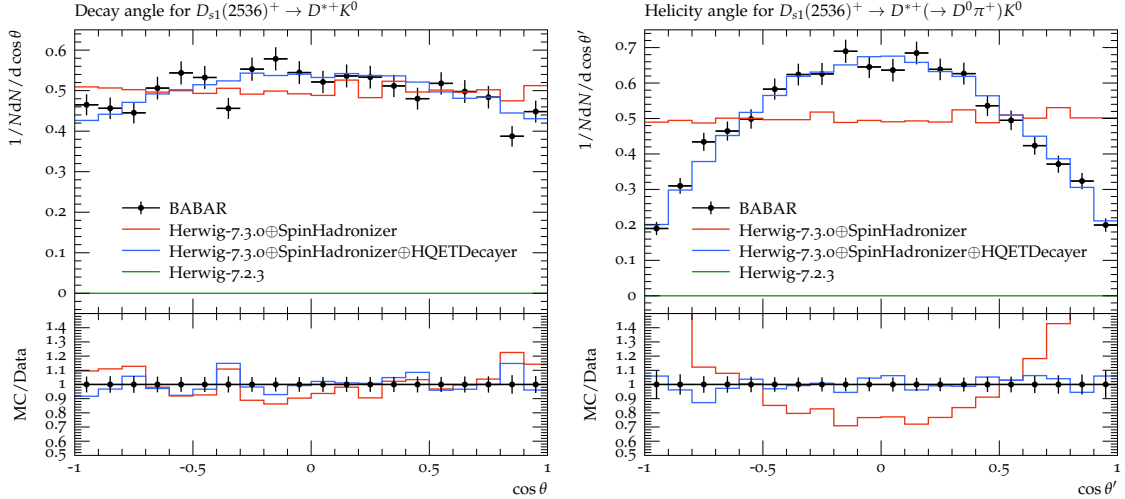 Decay angle for D_{s1}(2536)^+ → D^{*+}K^0
1/N dN/d cos θ
0.6
0.5
0.4
0.3
0.2
0.1
0
BABAR
Herwig-7.3.0⊕SpinHadronizer
Herwig-7.3.0⊕SpinHadronizer⊕HQETDecayer
Herwig-7.2.3
MC/Data
1.4
1.3
1.2
1.1
1
0.9
0.8
0.7
0.6
0.5
-1 -0.5 0 0.5 1
cos θ
Helicity angle for D_{s1}(2536)^+ → D^{*+}(→ D^0π^+)K^0
1/N dN/d cos θ′
0.7
0.6
0.5
0.4
0.3
0.2
0.1
0
BABAR
Herwig-7.3.0⊕SpinHadronizer
Herwig-7.3.0⊕SpinHadronizer⊕HQETDecayer
Herwig-7.2.3
MC/Data
1.4
1.3
1.2
1.1
1
0.9
0.8
0.7
0.6
0.5
-1 -0.5 0 0.5 1
cos θ′